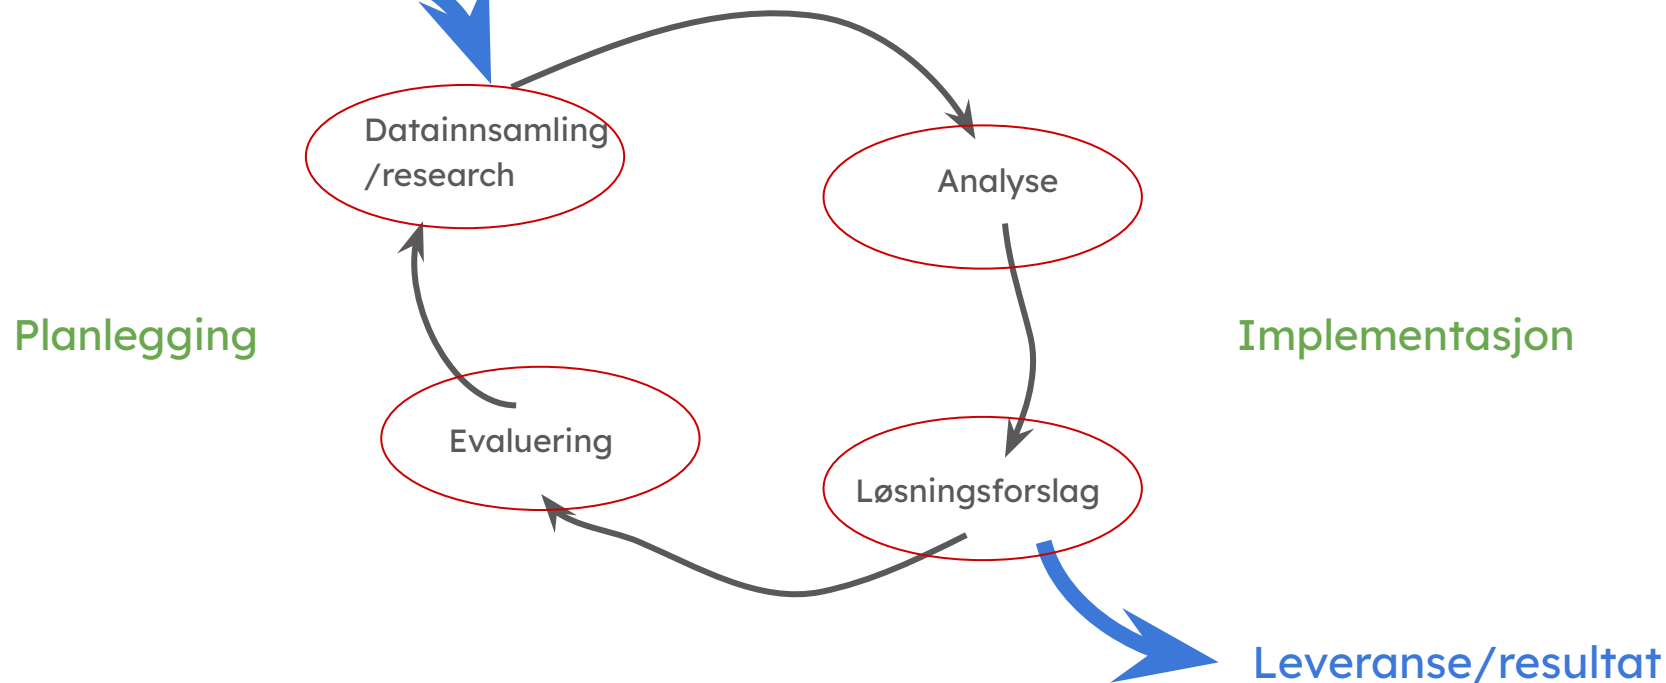 Datainnsamling
/research
Analyse
Planlegging
Implementasjon
Evaluering
Løsningsforslag
Leveranse/resultat